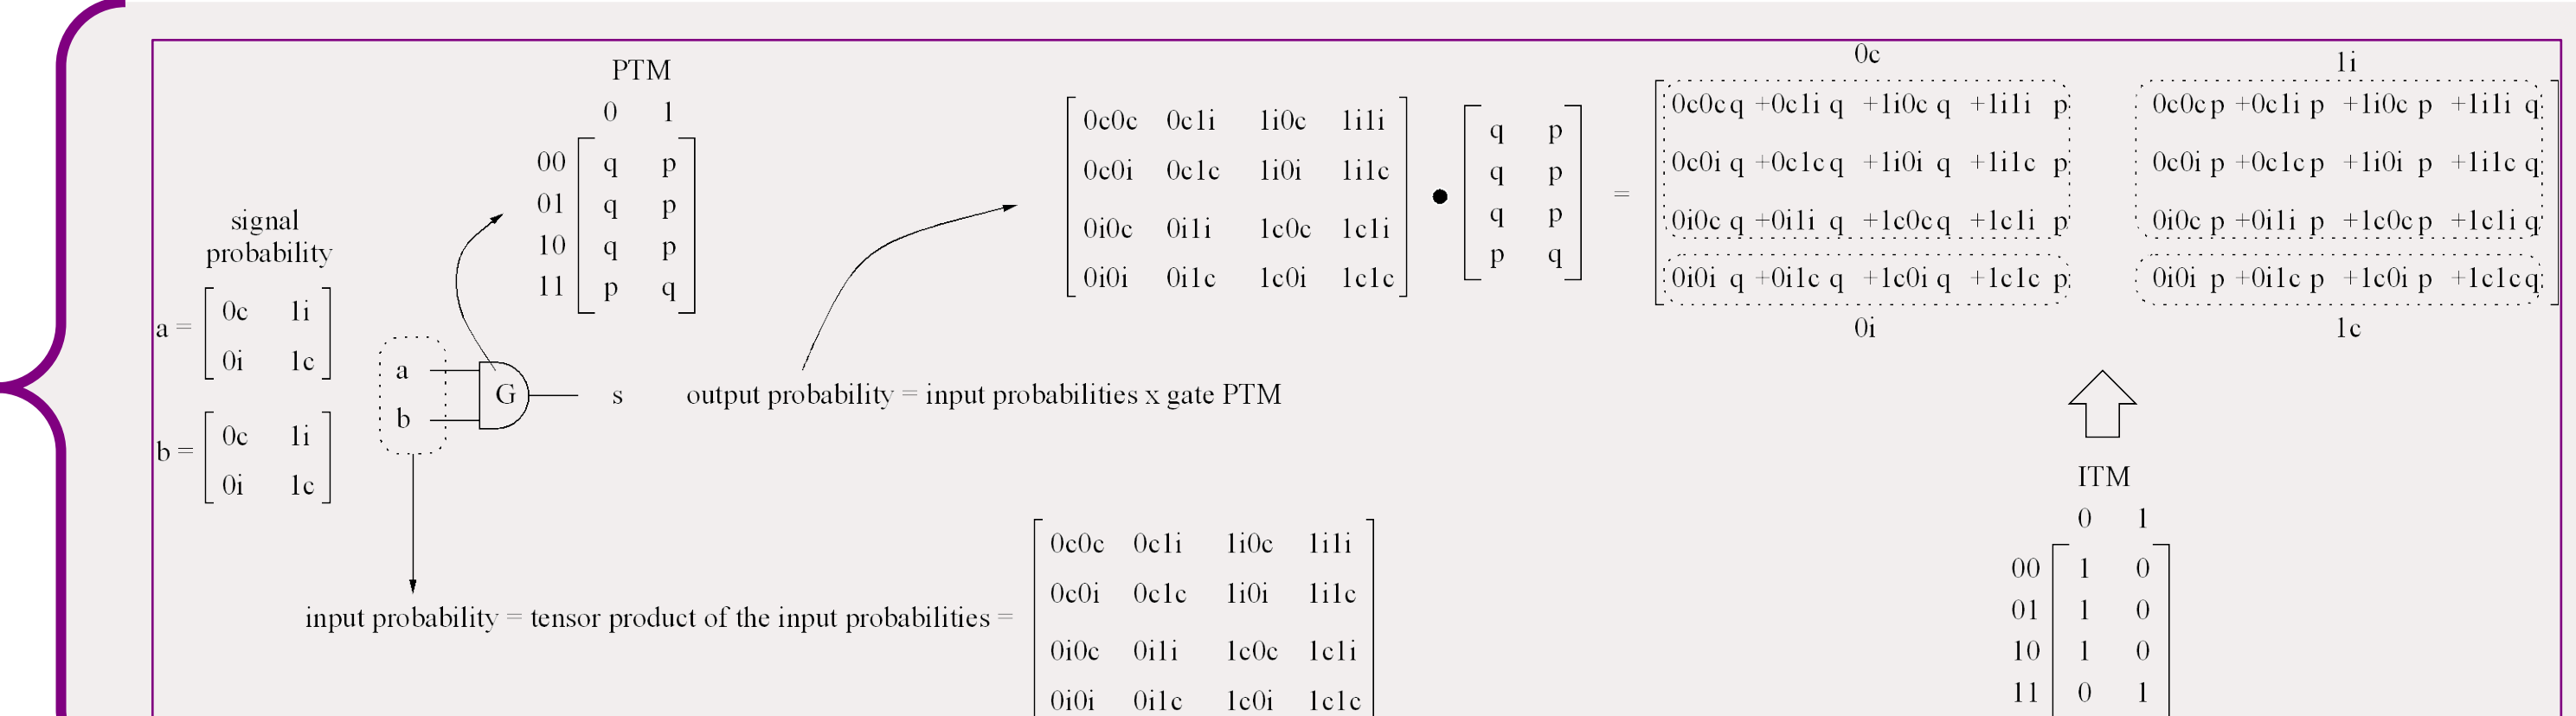 PTM
0 1
00 q p
01 q p
10 q p
11 p q
signal
probability
a = 0c 1i
0i 1c
b = 0c 1i
0i 1c
a
b
G
s
output probability = input probabilities x gate PTM
0c0c 0c1i 1i0c 1i1i
0c0i 0c1c 1i0i 1i1c
0i0c 0i1i 1c0c 1c1i
0i0i 0i1c 1c0i 1c1c
q p
q p
q p
p q
=
0c 1i
0c0c q +0c1i q +1i0c q +1i1i p 0c0c p +0c1i p +1i0c p +1i1i q
0c0i q +0c1c q +1i0i q +1i1c p 0c0i p +0c1c p +1i0i p +1i1c q
0i0c q +0i1i q +1c0c q +1c1i p 0i0c p +0i1i p +1c0c p +1c1i q
0i0i q +0i1c q +1c0i q +1c1c p 0i0i p +0i1c p +1c0i p +1c1c q
0i 1c
input probability = tensor product of the input probabilities =
0c0c 0c1i 1i0c 1i1i
0c0i 0c1c 1i0i 1i1c
0i0c 0i1i 1c0c 1c1i
0i0i 0i1c 1c0i 1c1c
ITM
0 1
00 1 0
01 1 0
10 1 0
11 0 1